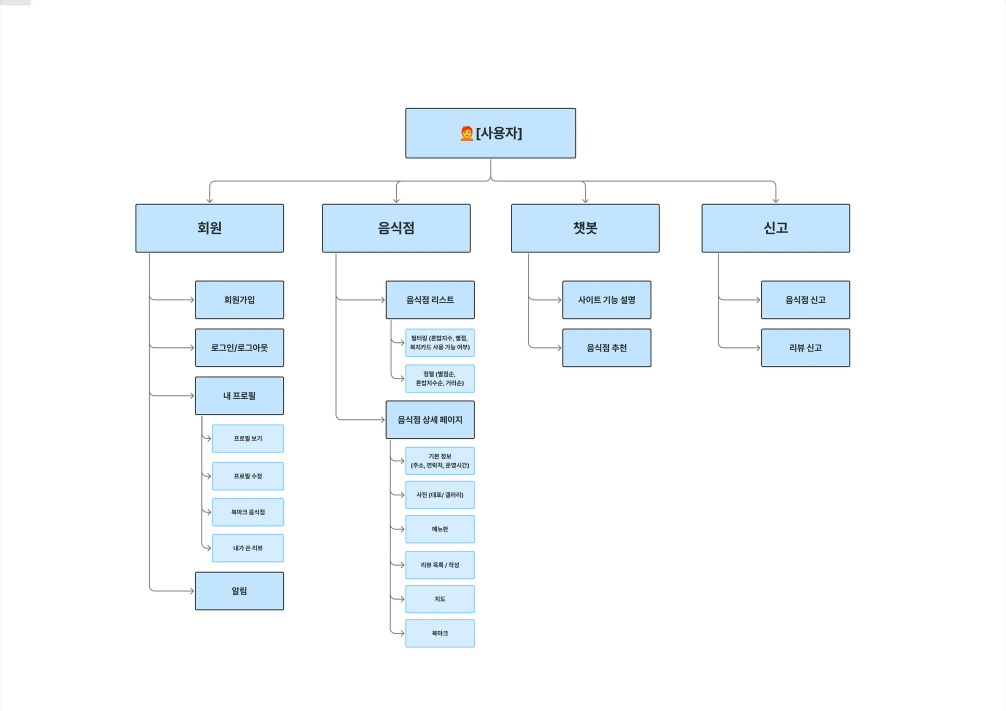 [사용자]
회원
음식점
챗봇
신고
회원가입
로그인/로그아웃
내 프로필
프로필 보기
프로필 수정
북마크 음식점
내가 쓴 리뷰
알림
음식점 리스트
필터링 (혼밥지수, 별점,
복지카드 사용 가능 여부)
정렬 (별점순,
혼밥지수순, 거리순)
음식점 상세 페이지
기본 정보
(주소, 연락처, 운영시간)
사진 (대표/ 갤러리)
메뉴판
리뷰 목록 / 작성
지도
북마크
사이트 기능 설명
음식점 추천
음식점 신고
리뷰 신고